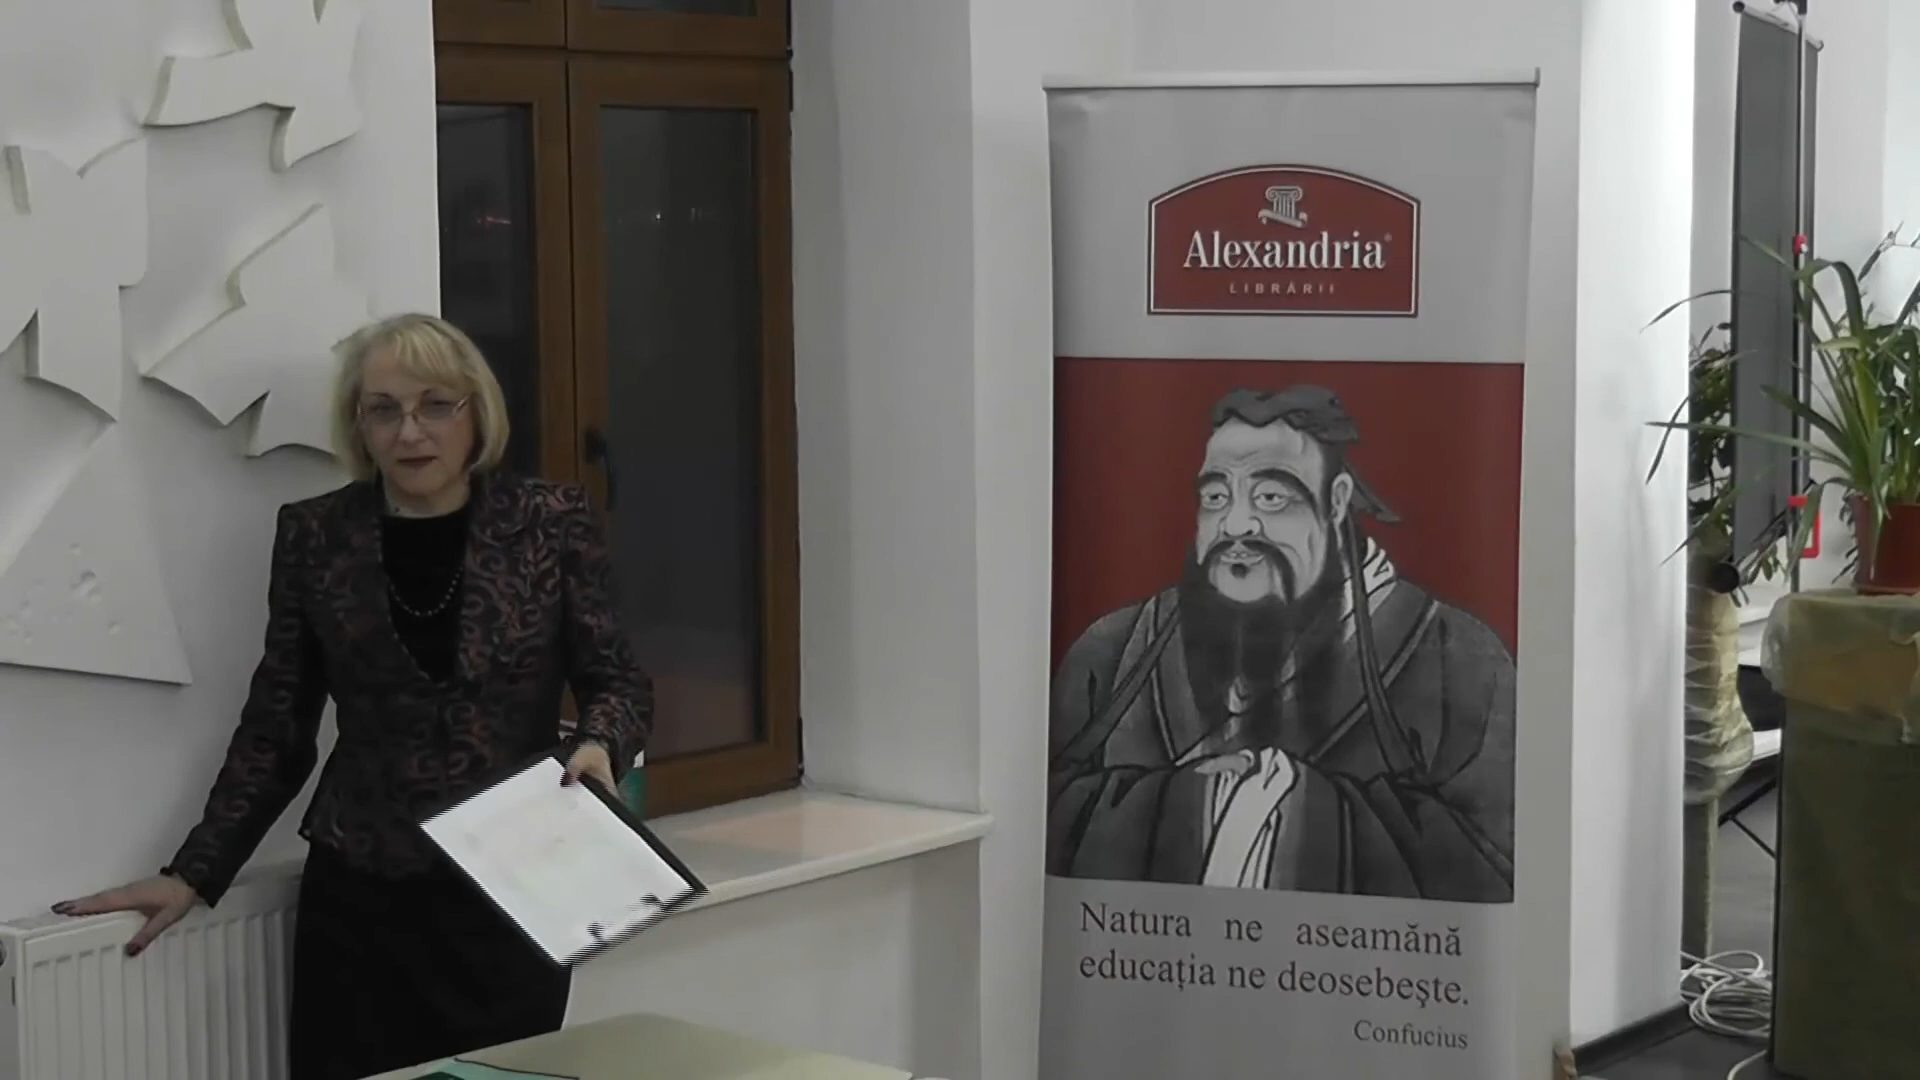 Alexandria®
LIBRĂRII
Natura ne aseamănă
educaţia ne deosebeşte.
Confucius